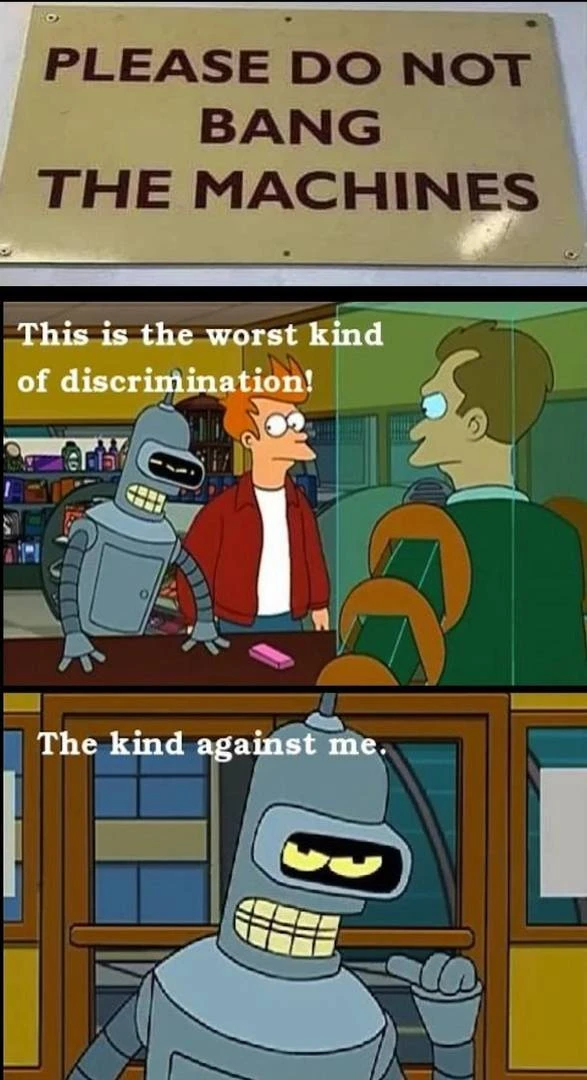 PLEASE DO NOT
BANG
THE MACHINES
This is the worst kind
of discrimination!
The kind against me.